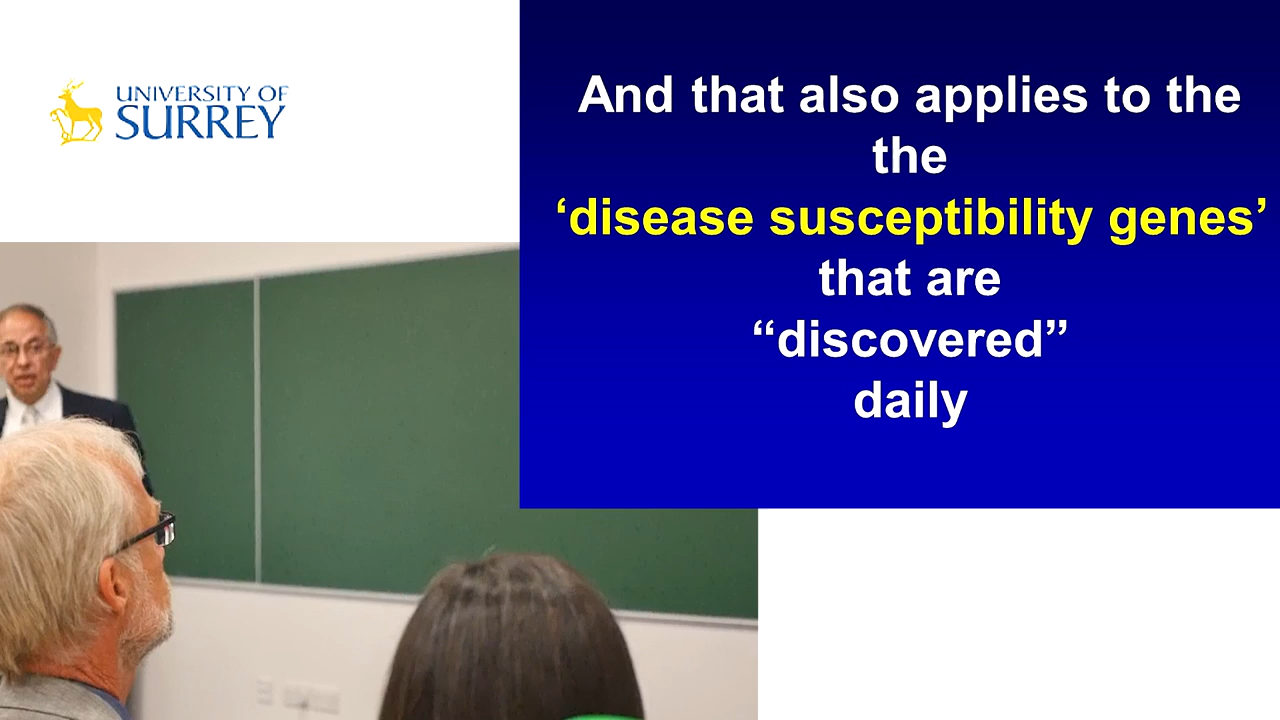 UNIVERSITY OF
SURREY
And that also applies to the
the
‘disease susceptibility genes’
that are
“discovered”
daily